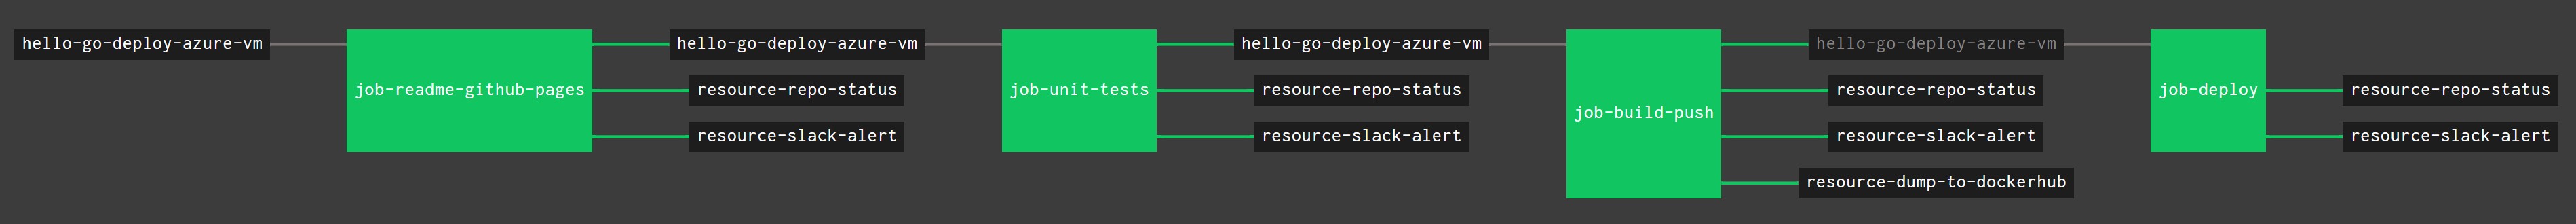 hello-go-deploy-azure-vm
job-readme-github-pages
hello-go-deploy-azure-vm
resource-repo-status
resource-slack-alert
job-unit-tests
hello-go-deploy-azure-vm
resource-repo-status
resource-slack-alert
job-build-push
hello-go-deploy-azure-vm
resource-repo-status
resource-slack-alert
resource-dump-to-dockerhub
job-deploy
resource-repo-status
resource-slack-alert